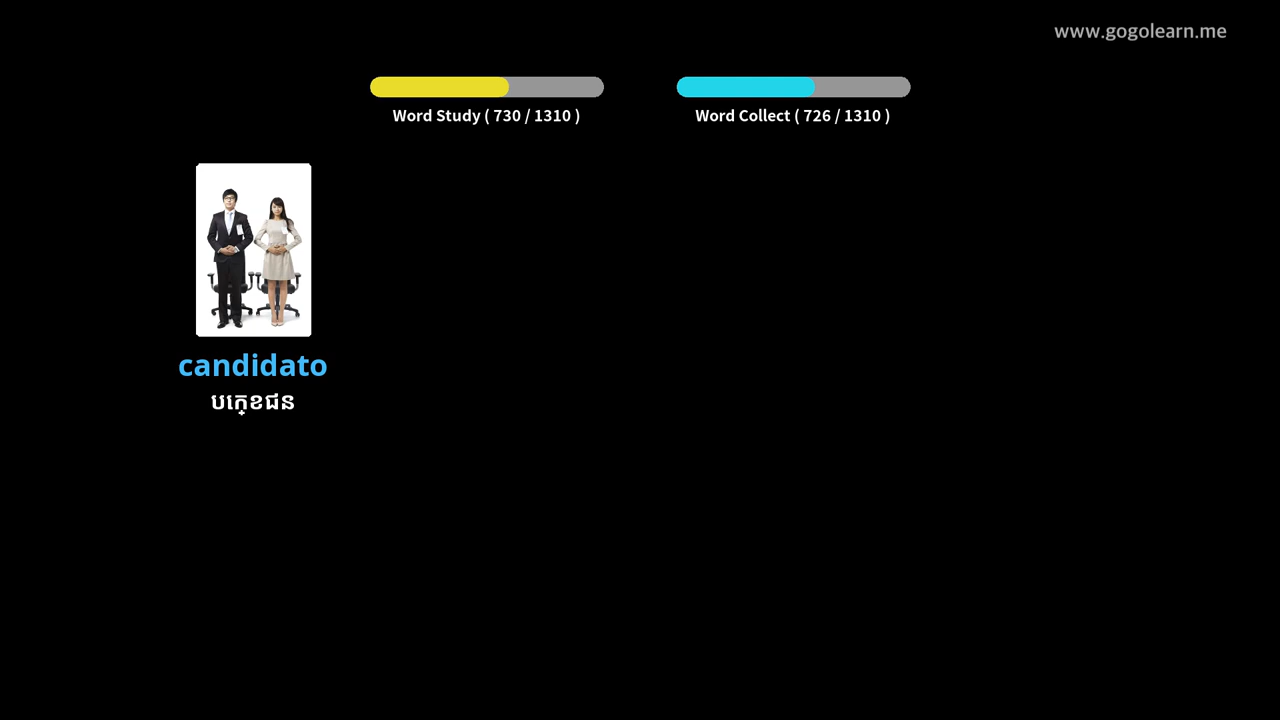 www.gogolearn.me
Word Study ( 730 / 1310 )
Word Collect ( 726 / 1310 )
candidato
បេក្ខជន